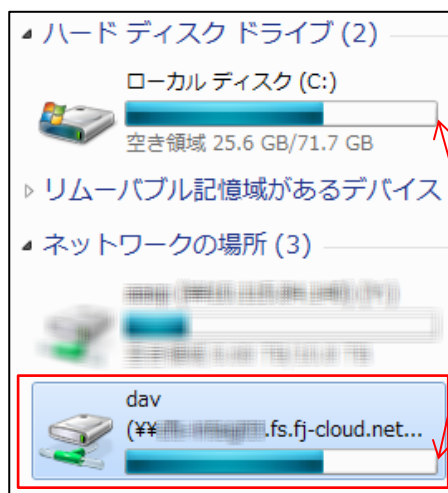 ハード ディスク ドライブ (2)
ローカル ディスク (C:)
空き領域 25.6 GB/71.7 GB
リムーバブル記憶域があるデバイス
ネットワークの場所 (3)
dav
(¥¥ .fs.fj-cloud.net...